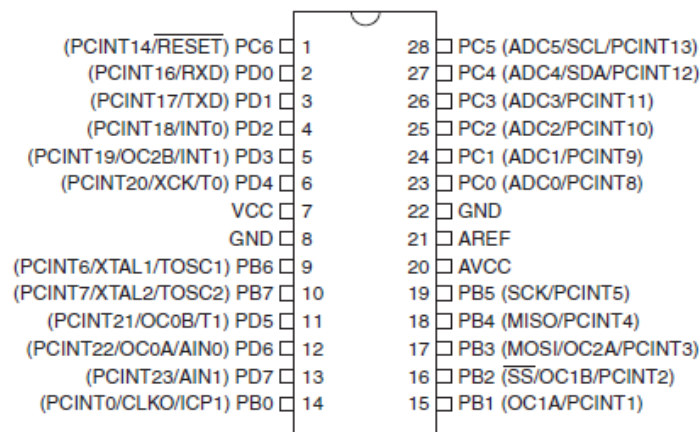 (PCINT14/RESET) PC6 1 28 PC5 (ADC5/SCL/PCINT13)
(PCINT16/RXD) PD0 2 27 PC4 (ADC4/SDA/PCINT12)
(PCINT17/TXD) PD1 3 26 PC3 (ADC3/PCINT11)
(PCINT18/INT0) PD2 4 25 PC2 (ADC2/PCINT10)
(PCINT19/OC2B/INT1) PD3 5 24 PC1 (ADC1/PCINT9)
(PCINT20/XCK/T0) PD4 6 23 PC0 (ADC0/PCINT8)
VCC 7 22 GND
GND 8 21 AREF
(PCINT6/XTAL1/TOSC1) PB6 9 20 AVCC
(PCINT7/XTAL2/TOSC2) PB7 10 19 PB5 (SCK/PCINT5)
(PCINT21/OC0B/T1) PD5 11 18 PB4 (MISO/PCINT4)
(PCINT22/OC0A/AIN0) PD6 12 17 PB3 (MOSI/OC2A/PCINT3)
(PCINT23/AIN1) PD7 13 16 PB2 (SS/OC1B/PCINT2)
(PCINT0/CLKO/ICP1) PB0 14 15 PB1 (OC1A/PCINT1)